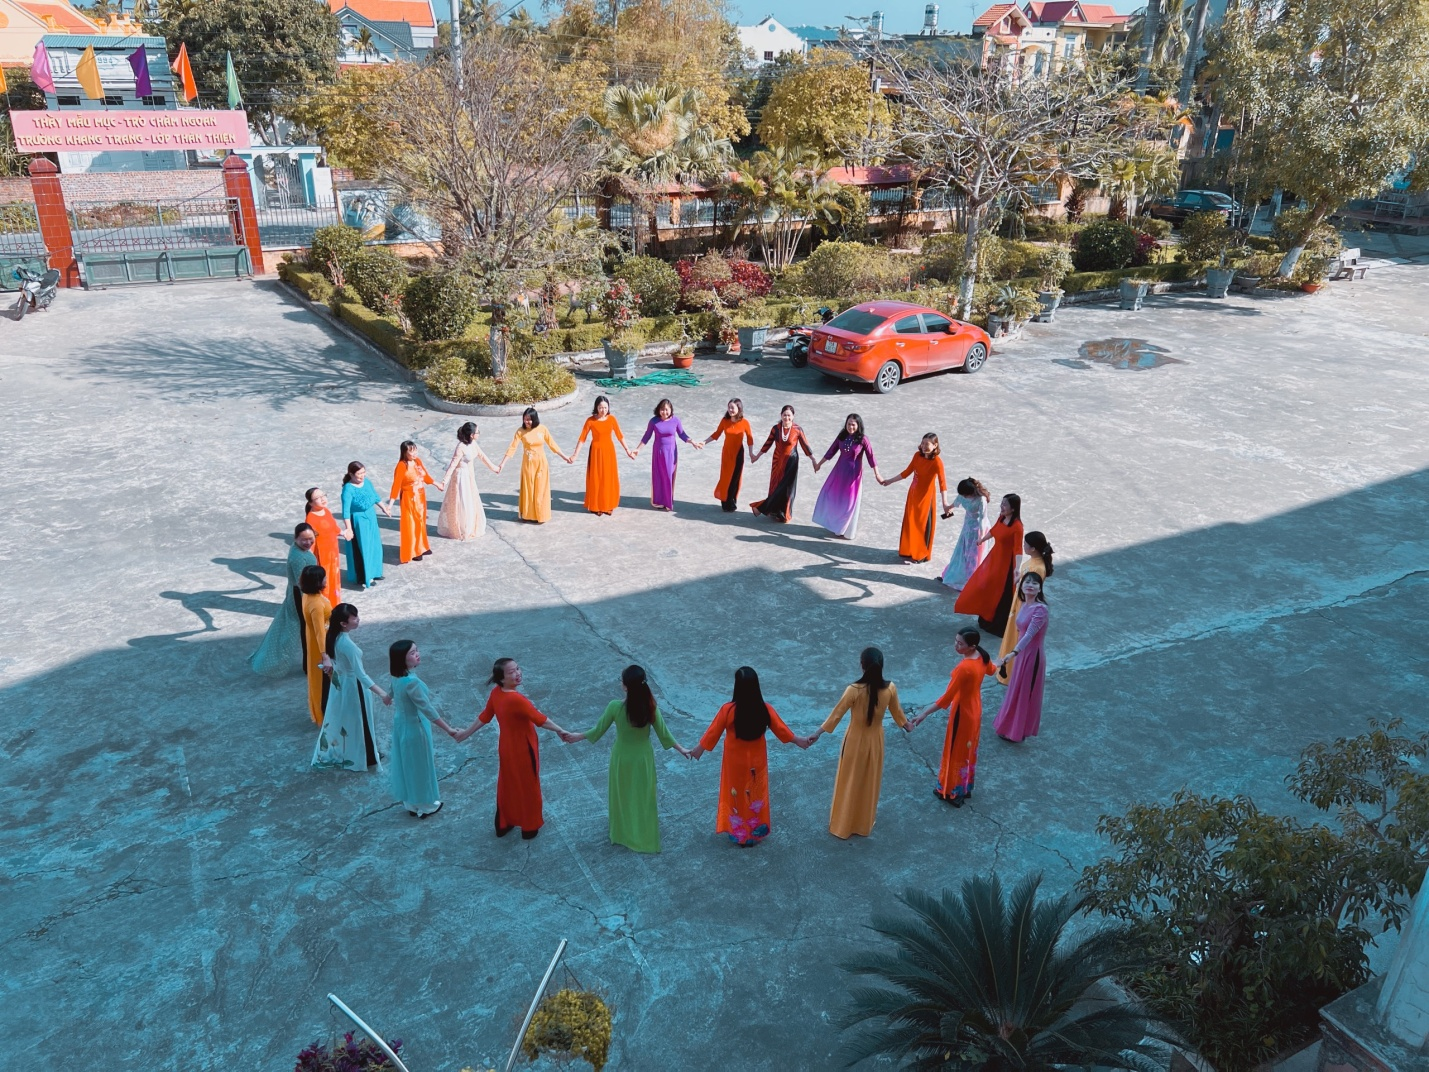 THẦY MẪU MỰC - TRÒ CHĂM NGOAN
TRƯỜNG KHANG TRANG - LỚP THÂN THIỆN